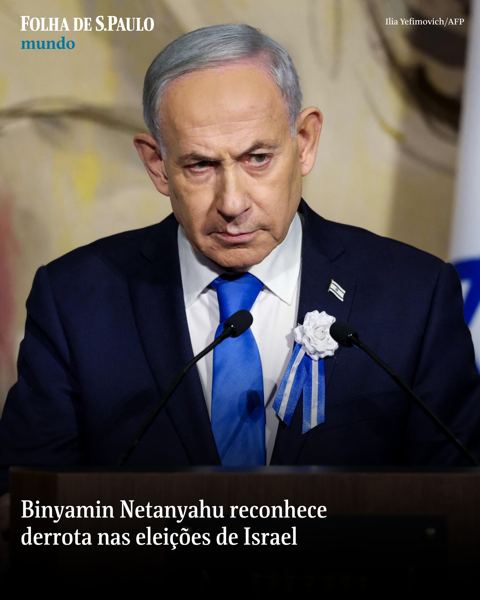 FOLHA DE S.PAULO
mundo
Ilia Yefimovich/AFP
Binyamin Netanyahu reconhece
derrota nas eleições de Israel